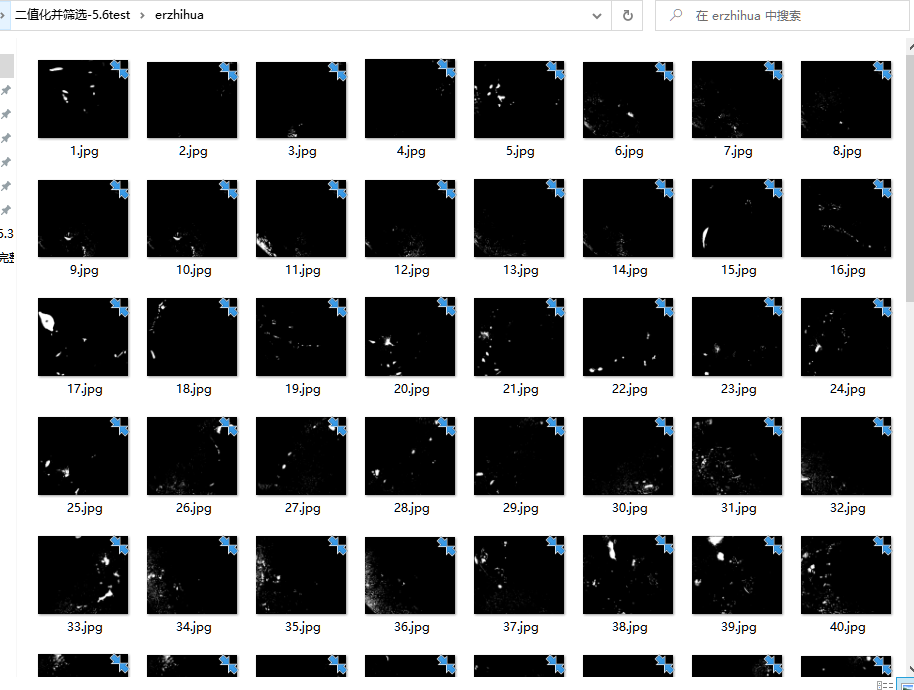 二值化并筛选-5.6test › erzhihua
在 erzhihua 中搜索
1.jpg 2.jpg 3.jpg 4.jpg 5.jpg 6.jpg 7.jpg 8.jpg
5.3
完整
9.jpg 10.jpg 11.jpg 12.jpg 13.jpg 14.jpg 15.jpg 16.jpg
17.jpg 18.jpg 19.jpg 20.jpg 21.jpg 22.jpg 23.jpg 24.jpg
25.jpg 26.jpg 27.jpg 28.jpg 29.jpg 30.jpg 31.jpg 32.jpg
33.jpg 34.jpg 35.jpg 36.jpg 37.jpg 38.jpg 39.jpg 40.jpg